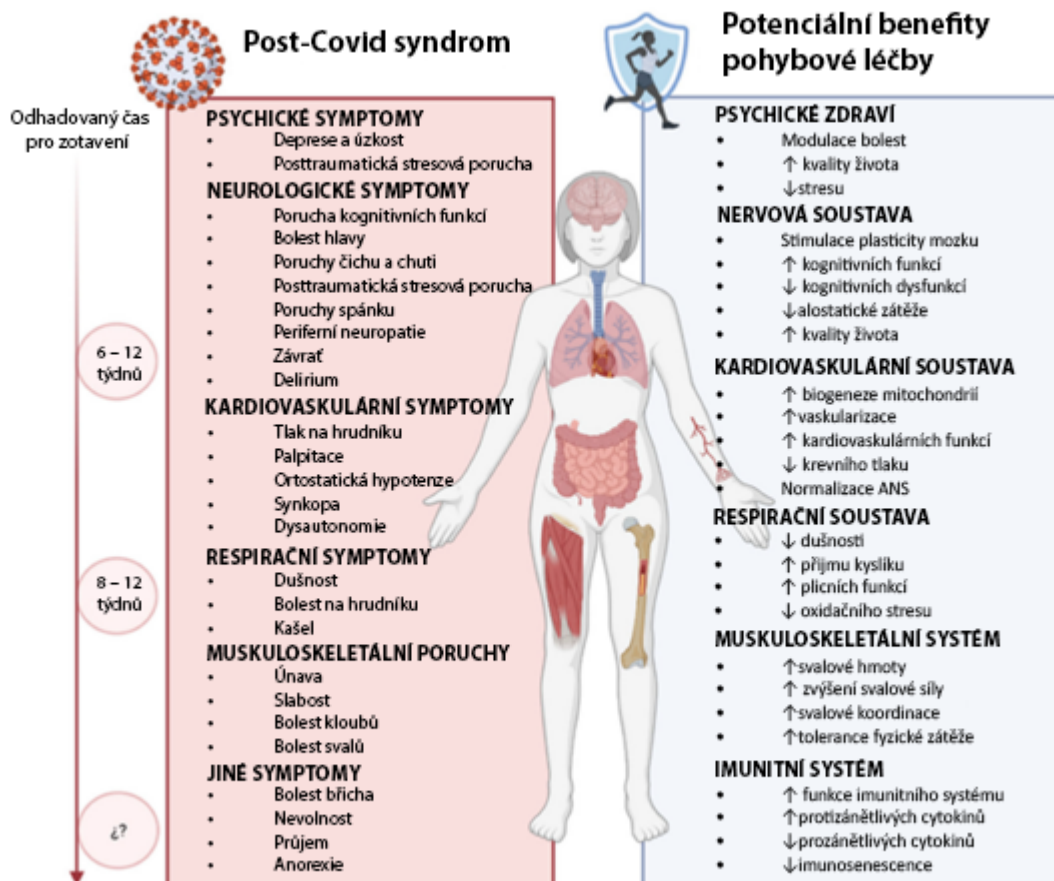 Post-Covid syndrom
Odhadovaný čas
pro zotavení
6 – 12
týdnů
8 – 12
týdnů
¿?
PSYCHICKÉ SYMPTOMY
• Deprese a úzkost
• Posttraumatická stresová porucha
NEUROLOGICKÉ SYMPTOMY
• Porucha kognitivních funkcí
• Bolest hlavy
• Poruchy čichu a chuti
• Posttraumatická stresová porucha
• Poruchy spánku
• Periferní neuropatie
• Závrať
• Delirium
KARDIOVASKULÁRNÍ SYMPTOMY
• Tlak na hrudníku
• Palpitace
• Ortostatická hypotenze
• Synkopa
• Dysautonomie
RESPIRAČNÍ SYMPTOMY
• Dušnost
• Bolest na hrudníku
• Kašel
MUSKULOSKELETÁLNÍ PORUCHY
• Únava
• Slabost
• Bolest kloubů
• Bolest svalů
JINÉ SYMPTOMY
• Bolest břicha
• Nevolnost
• Průjem
• Anorexie
Potenciální benefity
pohybové léčby
PSYCHICKÉ ZDRAVÍ
• Modulace bolest
• ↑ kvality života
• ↓stresu
NERVOVÁ SOUSTAVA
• Stimulace plasticity mozku
• ↑ kognitivních funkcí
• ↓ kognitivních dysfunkcí
• ↓alostatické zátěže
• ↑ kvality života
KARDIOVASKULÁRNÍ SOUSTAVA
• ↑ biogeneze mitochondrií
• ↑vaskularizace
• ↑ kardiovaskulárních funkcí
• ↓ krevního tlaku
• Normalizace ANS
RESPIRAČNÍ SOUSTAVA
• ↓ dušnosti
• ↑ přijmu kyslíku
• ↑ plicních funkcí
• ↓ oxidačního stresu
MUSKULOSKELETÁLNÍ SYSTÉM
• ↑svalové hmoty
• ↑ zvýšení svalové síly
• ↑svalové koordinace
• ↑tolerance fyzické zátěže
IMUNITNÍ SYSTÉM
• ↑ funkce imunitního systému
• ↑protizánětlivých cytokinů
• ↓prozánětlivých cytokinů
• ↓imunosenescence